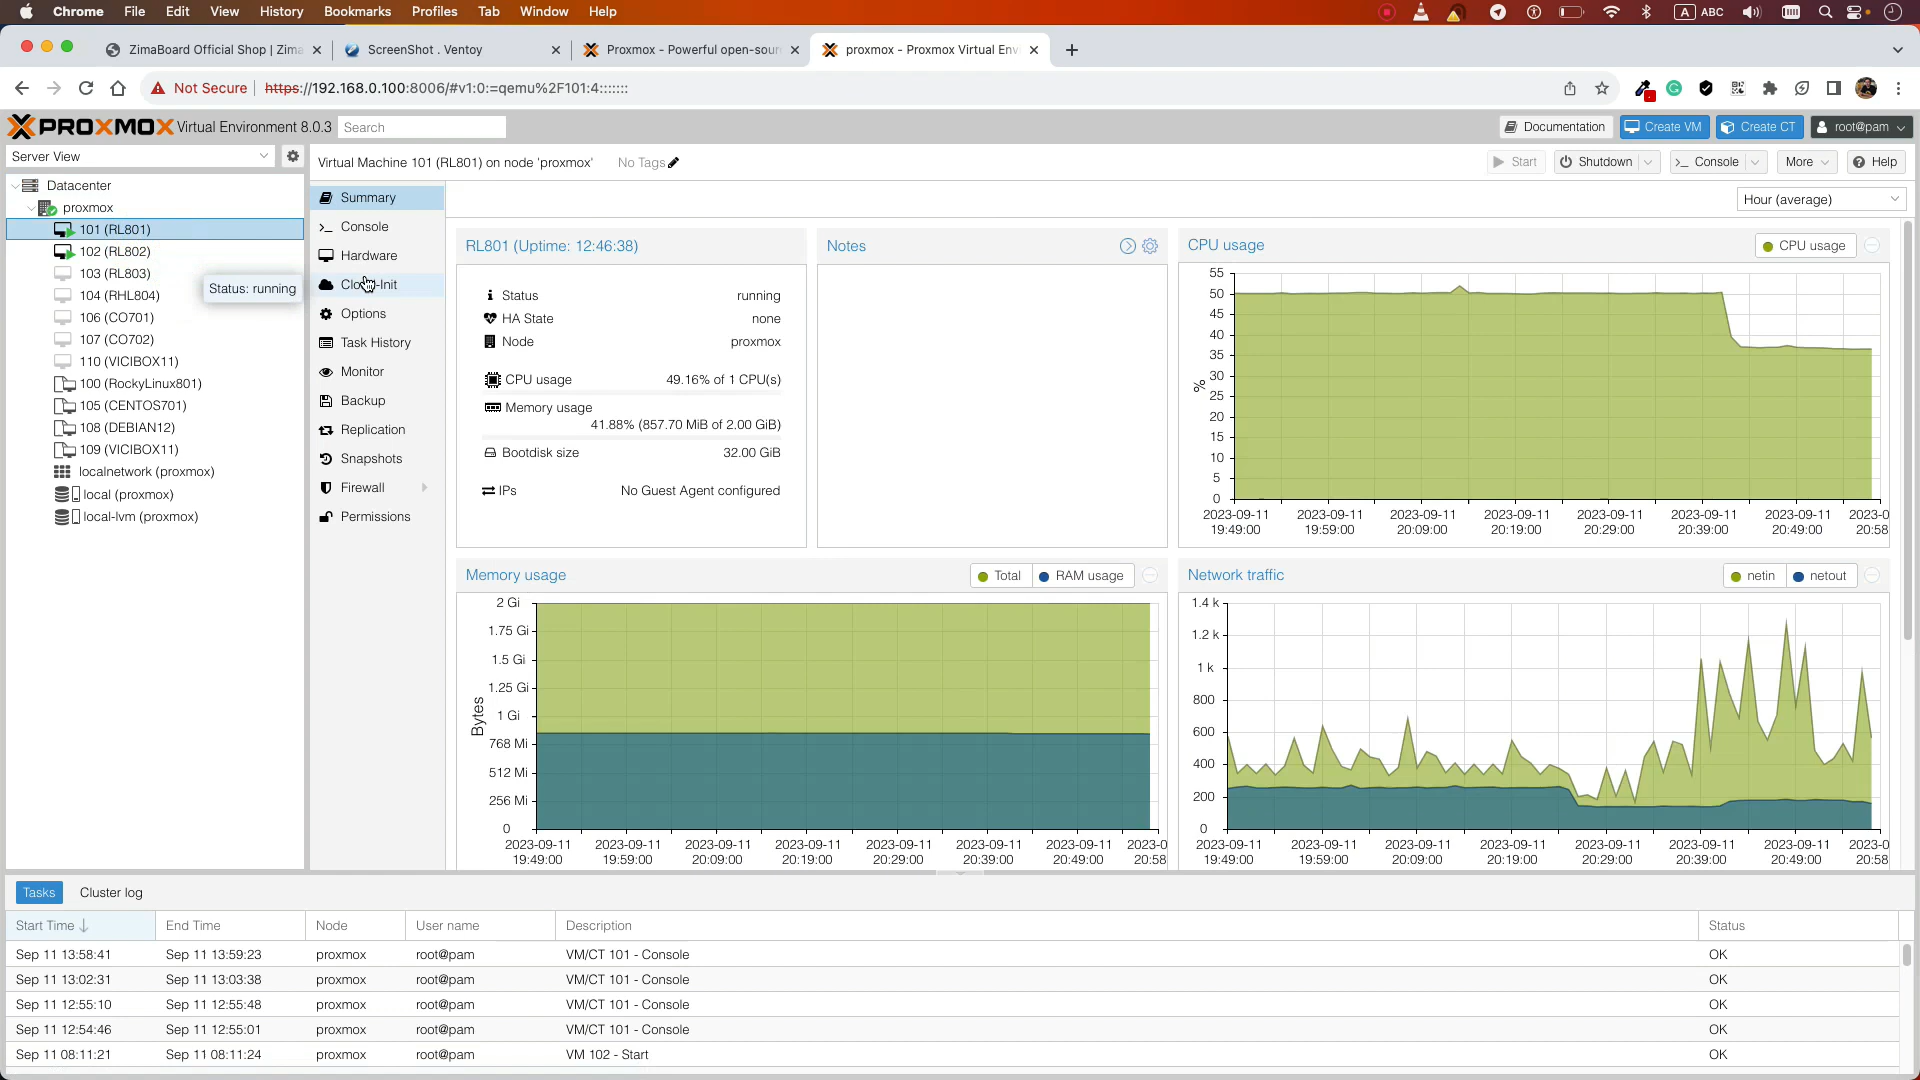 Chrome File Edit View History Bookmarks Profiles Tab Window Help A ABC
ZimaBoard Official Shop | Zima
ScreenShot . Ventoy
Proxmox - Powerful open-sour
proxmox - Proxmox Virtual Env
Not Secure https://192.168.0.100:8006/#v1:0:=qemu%2F101:4:::::::
PROXMOX Virtual Environment 8.0.3 Search Documentation Create VM Create CT root@pam
Server View
Virtual Machine 101 (RL801) on node 'proxmox' No Tags Start Shutdown Console More Help
Datacenter
proxmox
101 (RL801)
102 (RL802)
103 (RL803)
104 (RHL804)
106 (CO701)
107 (CO702)
110 (VICIBOX11)
100 (RockyLinux801)
105 (CENTOS701)
108 (DEBIAN12)
109 (VICIBOX11)
localnetwork (proxmox)
local (proxmox)
local-lvm (proxmox)
Status: running
Summary
Console
Hardware
Cloud-Init
Options
Task History
Monitor
Backup
Replication
Snapshots
Firewall
Permissions
Hour (average)
RL801 (Uptime: 12:46:38)
Status running
HA State none
Node proxmox
CPU usage 49.16% of 1 CPU(s)
Memory usage
41.88% (857.70 MiB of 2.00 GiB)
Bootdisk size 32.00 GiB
IPs No Guest Agent configured
Notes
CPU usage CPU usage
55
50
45
40
35
30
25
20
15
10
5
0
%
2023-09-11 2023-09-11 2023-09-11 2023-09-11 2023-09-11 2023-09-11 2023-09-11 2023-0
19:49:00 19:59:00 20:09:00 20:19:00 20:29:00 20:39:00 20:49:00 20:58
Memory usage Total RAM usage
2 Gi
1.75 Gi
1.5 Gi
1.25 Gi
1 Gi
768 Mi
512 Mi
256 Mi
0
Bytes
2023-09-11 2023-09-11 2023-09-11 2023-09-11 2023-09-11 2023-09-11 2023-09-11 2023-0
19:49:00 19:59:00 20:09:00 20:19:00 20:29:00 20:39:00 20:49:00 20:58
Network traffic netin netout
1.4 k
1.2 k
1 k
800
600
400
200
0
2023-09-11 2023-09-11 2023-09-11 2023-09-11 2023-09-11 2023-09-11 2023-09-11 2023-0
19:49:00 19:59:00 20:09:00 20:19:00 20:29:00 20:39:00 20:49:00 20:58
Tasks Cluster log
Start Time End Time Node User name Description Status
Sep 11 13:58:41 Sep 11 13:59:23 proxmox root@pam VM/CT 101 - Console OK
Sep 11 13:02:31 Sep 11 13:03:38 proxmox root@pam VM/CT 101 - Console OK
Sep 11 12:55:10 Sep 11 12:55:48 proxmox root@pam VM/CT 101 - Console OK
Sep 11 12:54:46 Sep 11 12:55:01 proxmox root@pam VM/CT 101 - Console OK
Sep 11 08:11:21 Sep 11 08:11:24 proxmox root@pam VM 102 - Start OK